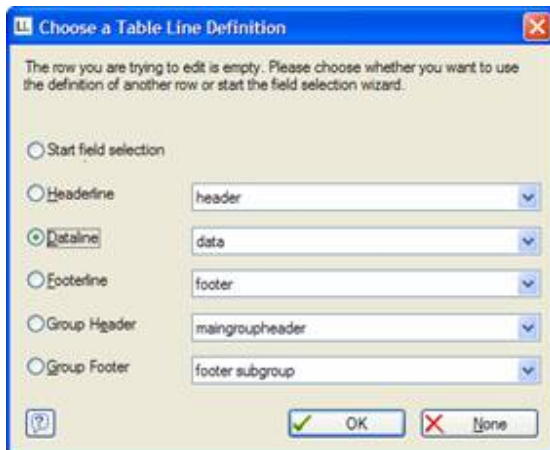 LL Choose a Table Line Definition
The row you are trying to edit is empty. Please choose whether you want to use
the definition of another row or start the field selection wizard.
Start field selection
Headerline header
Dataline data
Footerline footer
Group Header maingroupheader
Group Footer footer subgroup
? OK None